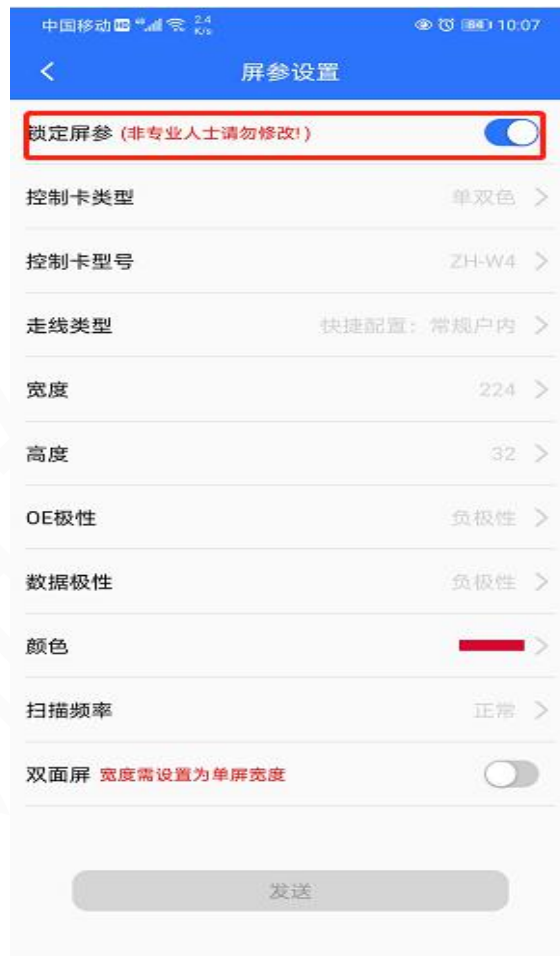 中国移动 HD 46 2.4 K/s 84 10:07
屏参设置
锁定屏参 (非专业人士请勿修改!)
控制卡类型 单双色
控制卡型号 ZH-W4
走线类型 快捷配置: 常规户内
宽度 224
高度 32
OE极性 负极性
数据极性 负极性
颜色
扫描频率 正常
双面屏 宽度需设置为单屏宽度
发送